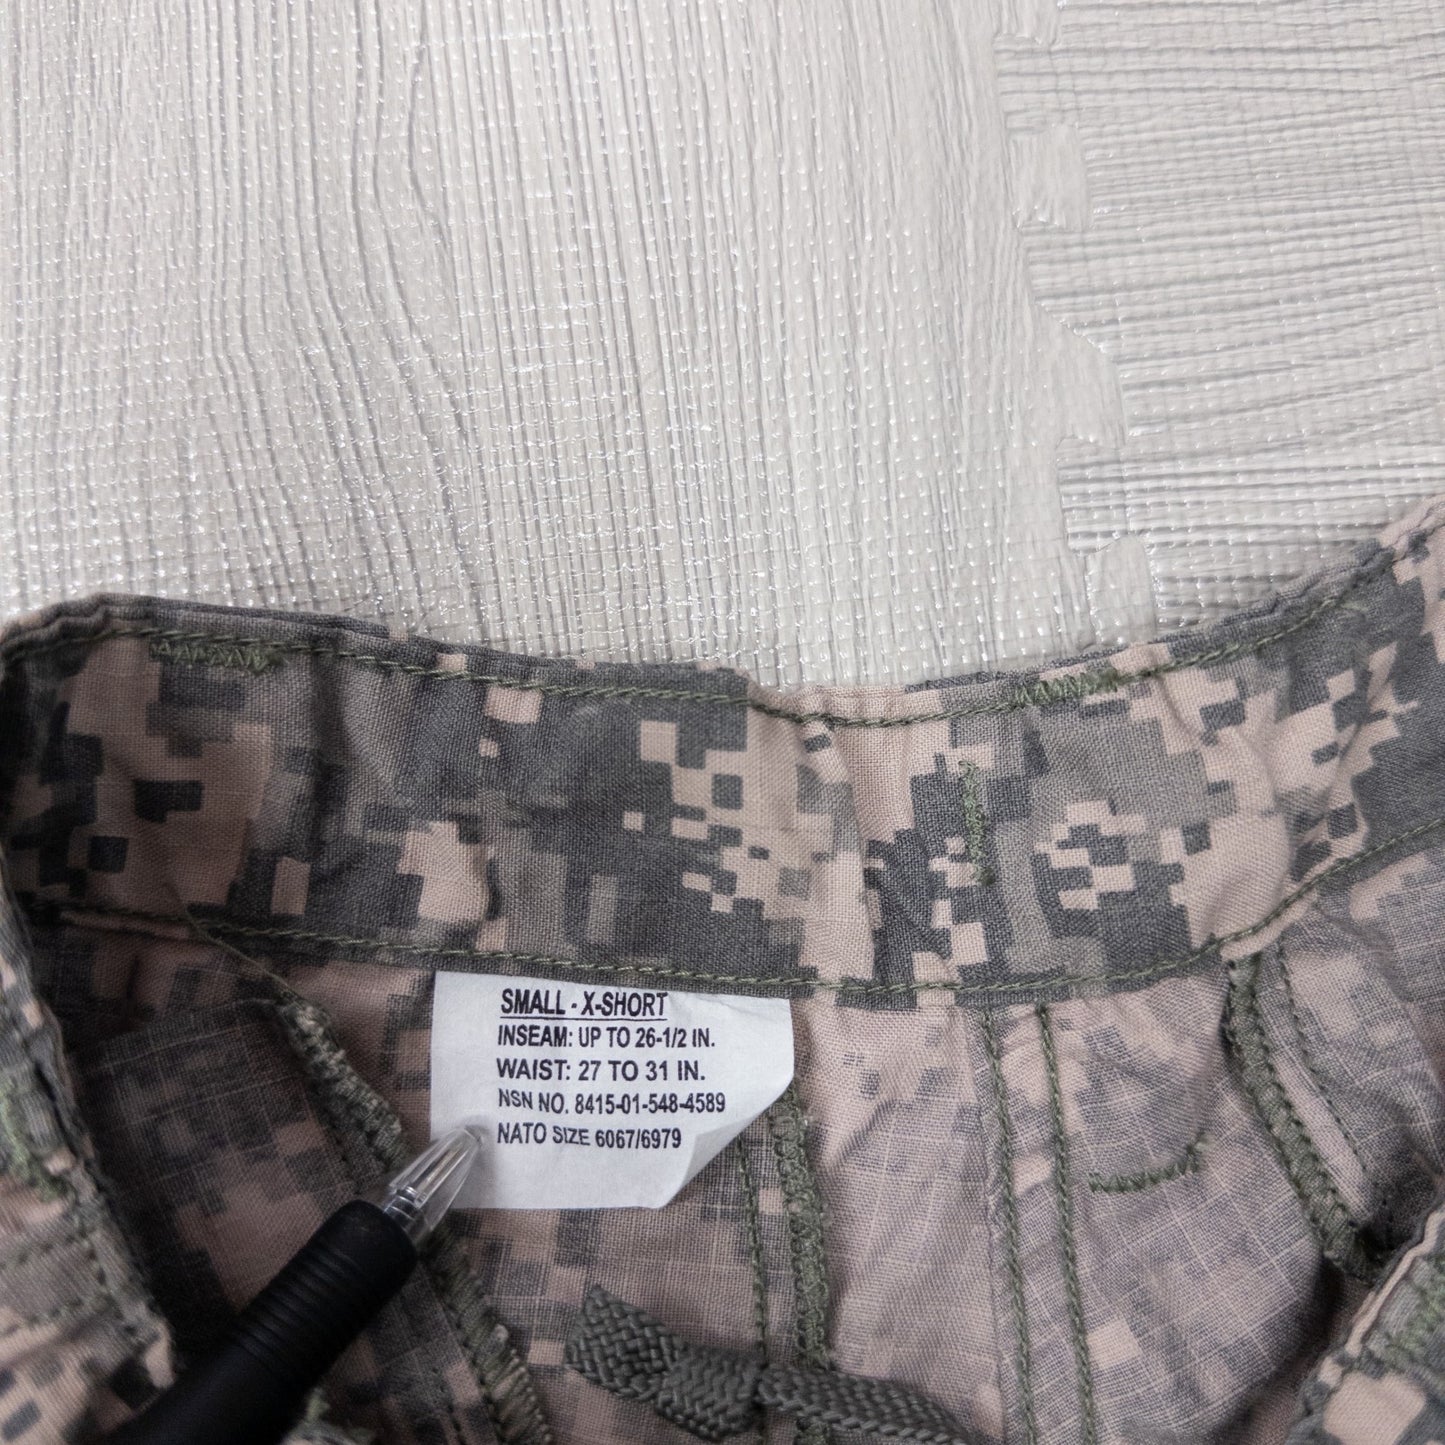 SMALL - X-SHORT
INSEAM: UP TO 26-1/2 IN.
WAIST: 27 TO 31 IN.
NSN NO. 8415-01-548-4589
NATO SIZE 6067/6979